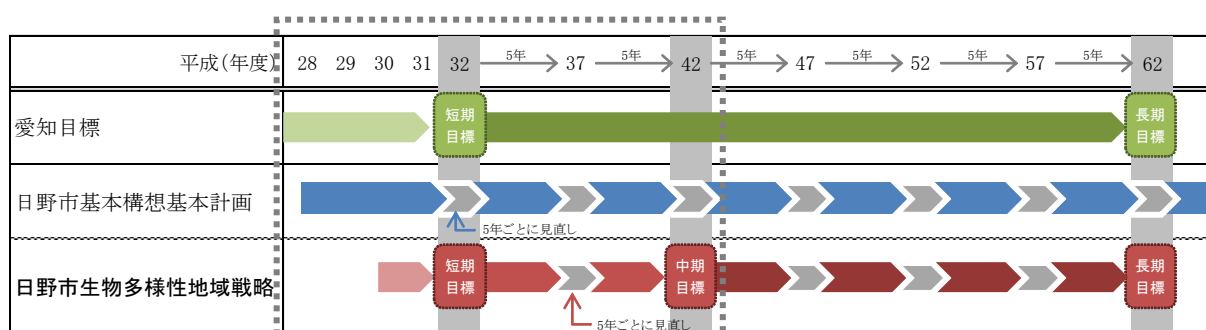 平成(年度) 28 29 30 31 32 5年 37 5年 42 5年 47 5年 52 5年 57 5年 62
愛知目標 短期目標 長期目標
日野市基本構想基本計画
5年ごとに見直し
日野市生物多様性地域戦略 短期目標 中期目標 長期目標
5年ごとに見直し